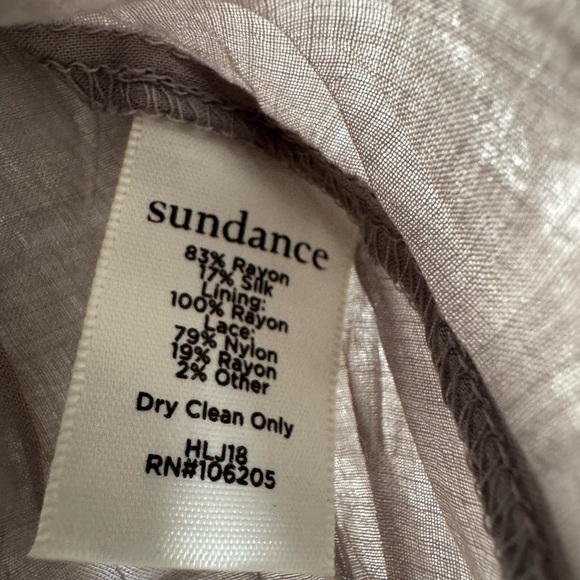 sundance
83% Rayon
17% Silk
Lining:
100% Rayon
Lace:
79% Nylon
19% Rayon
2% Other
Dry Clean Only
HLJ18
RN#106205